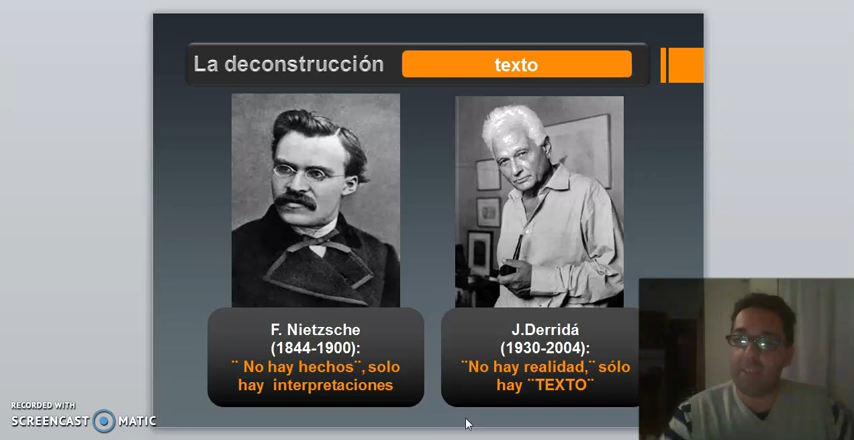 La deconstrucción
texto
F. Nietzsche
(1844-1900):
¨ No hay hechos¨, solo
hay interpretaciones
J.Derridá
(1930-2004):
¨No hay realidad,¨ sólo
hay ¨TEXTO¨
RECORDED WITH
SCREENCAST MATIC